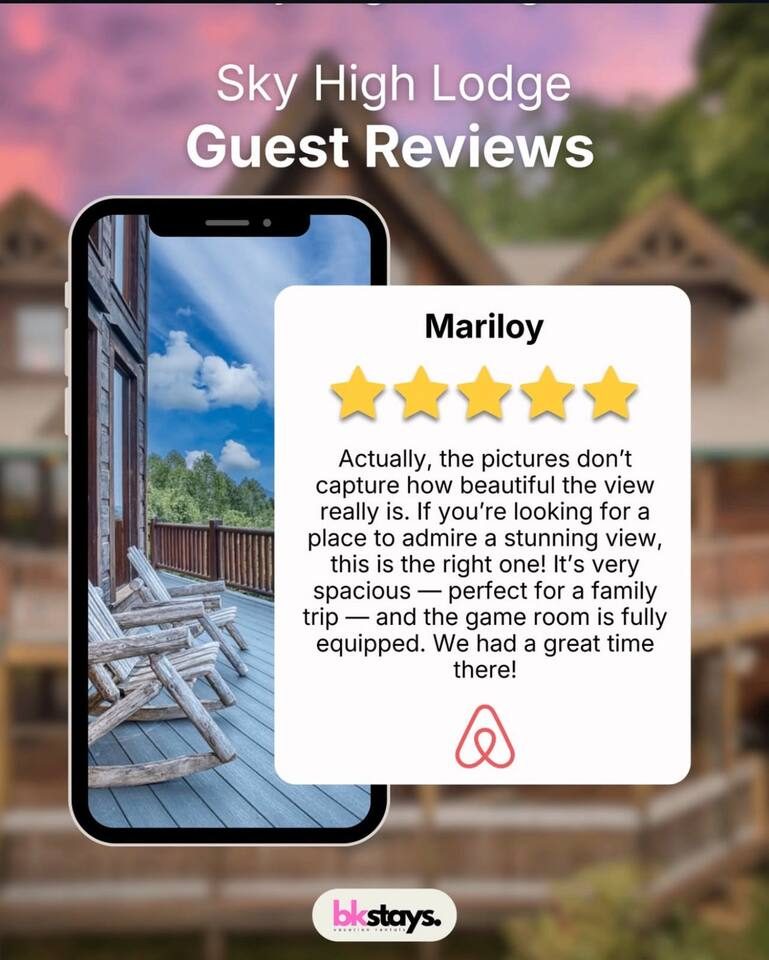 Sky High Lodge
Guest Reviews
Mariloy
Actually, the pictures don’t
capture how beautiful the view
really is. If you’re looking for a
place to admire a stunning view,
this is the right one! It’s very
spacious — perfect for a family
trip — and the game room is fully
equipped. We had a great time
there!
bkstays.
vacation rentals